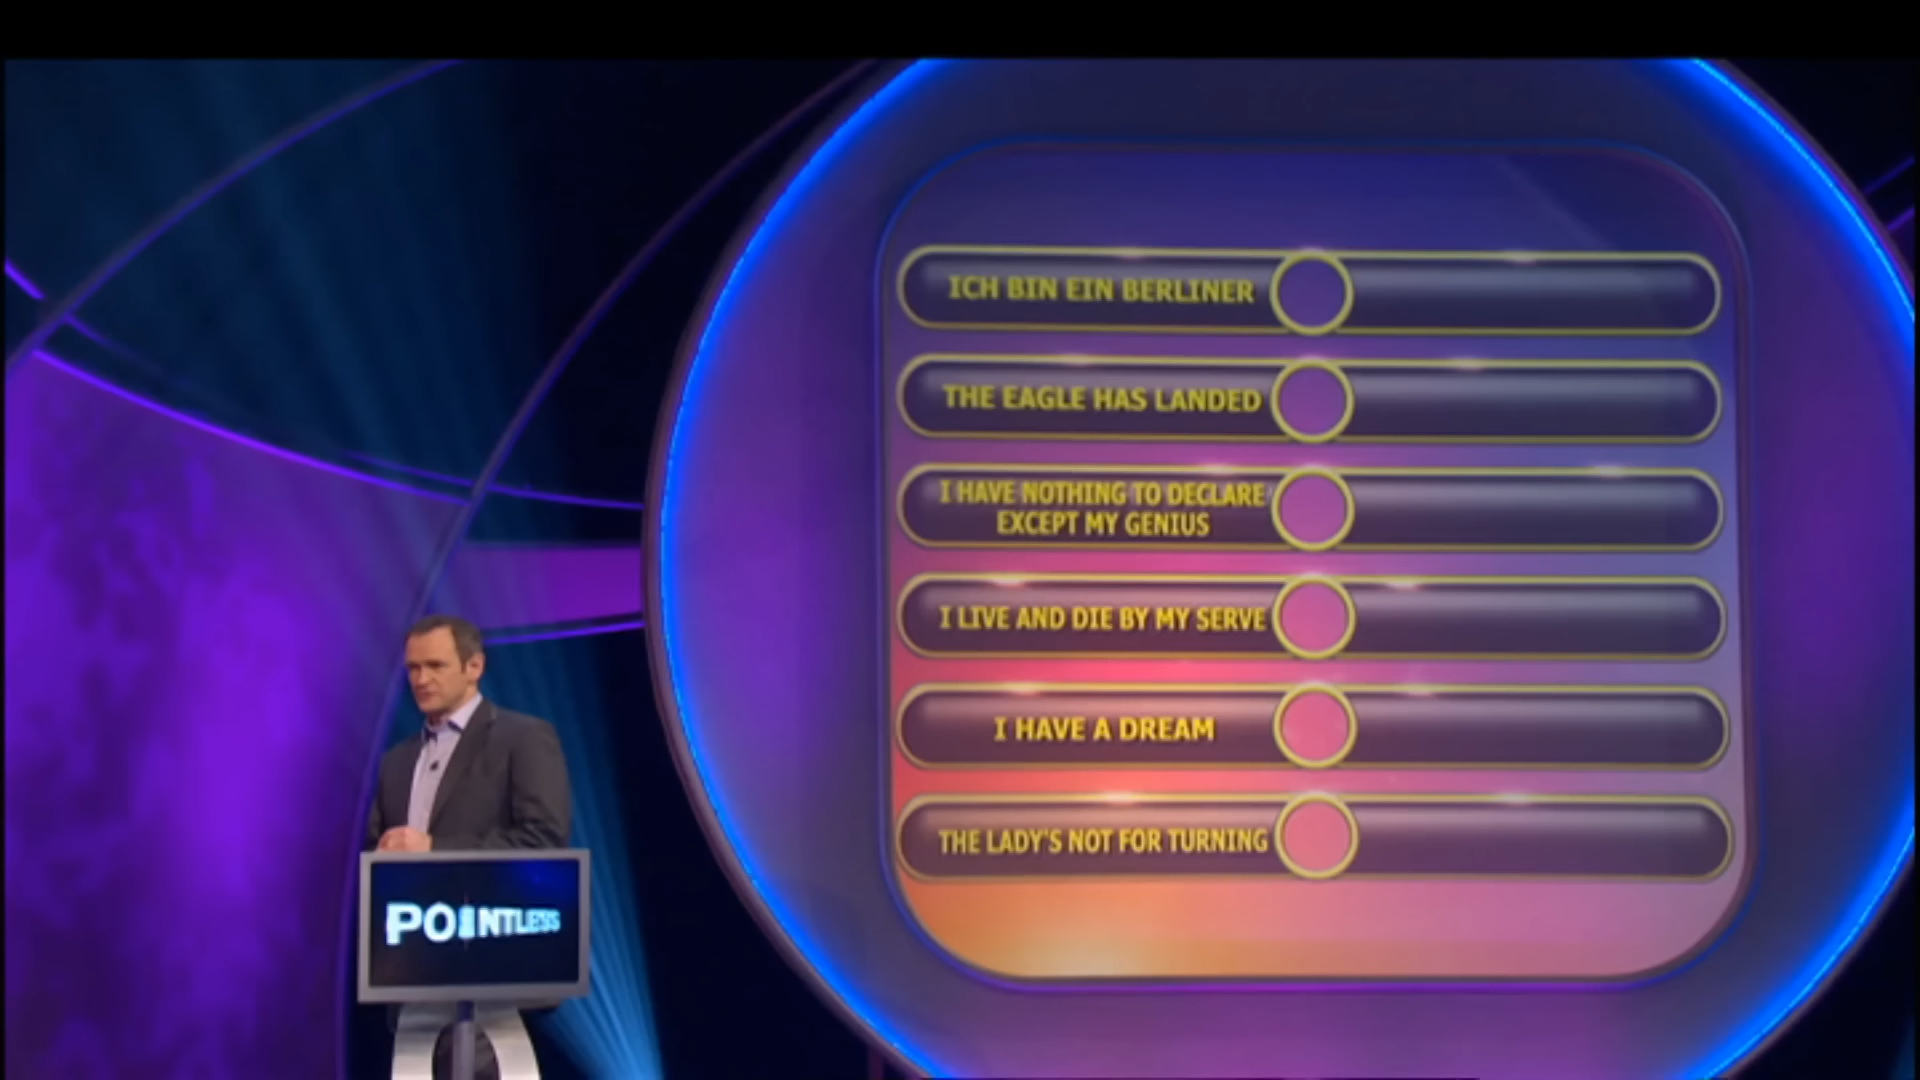 ICH BIN EIN BERLINER
THE EAGLE HAS LANDED
I HAVE NOTHING TO DECLARE
EXCEPT MY GENIUS
I LIVE AND DIE BY MY SERVE
I HAVE A DREAM
THE LADY'S NOT FOR TURNING
POINTLESS